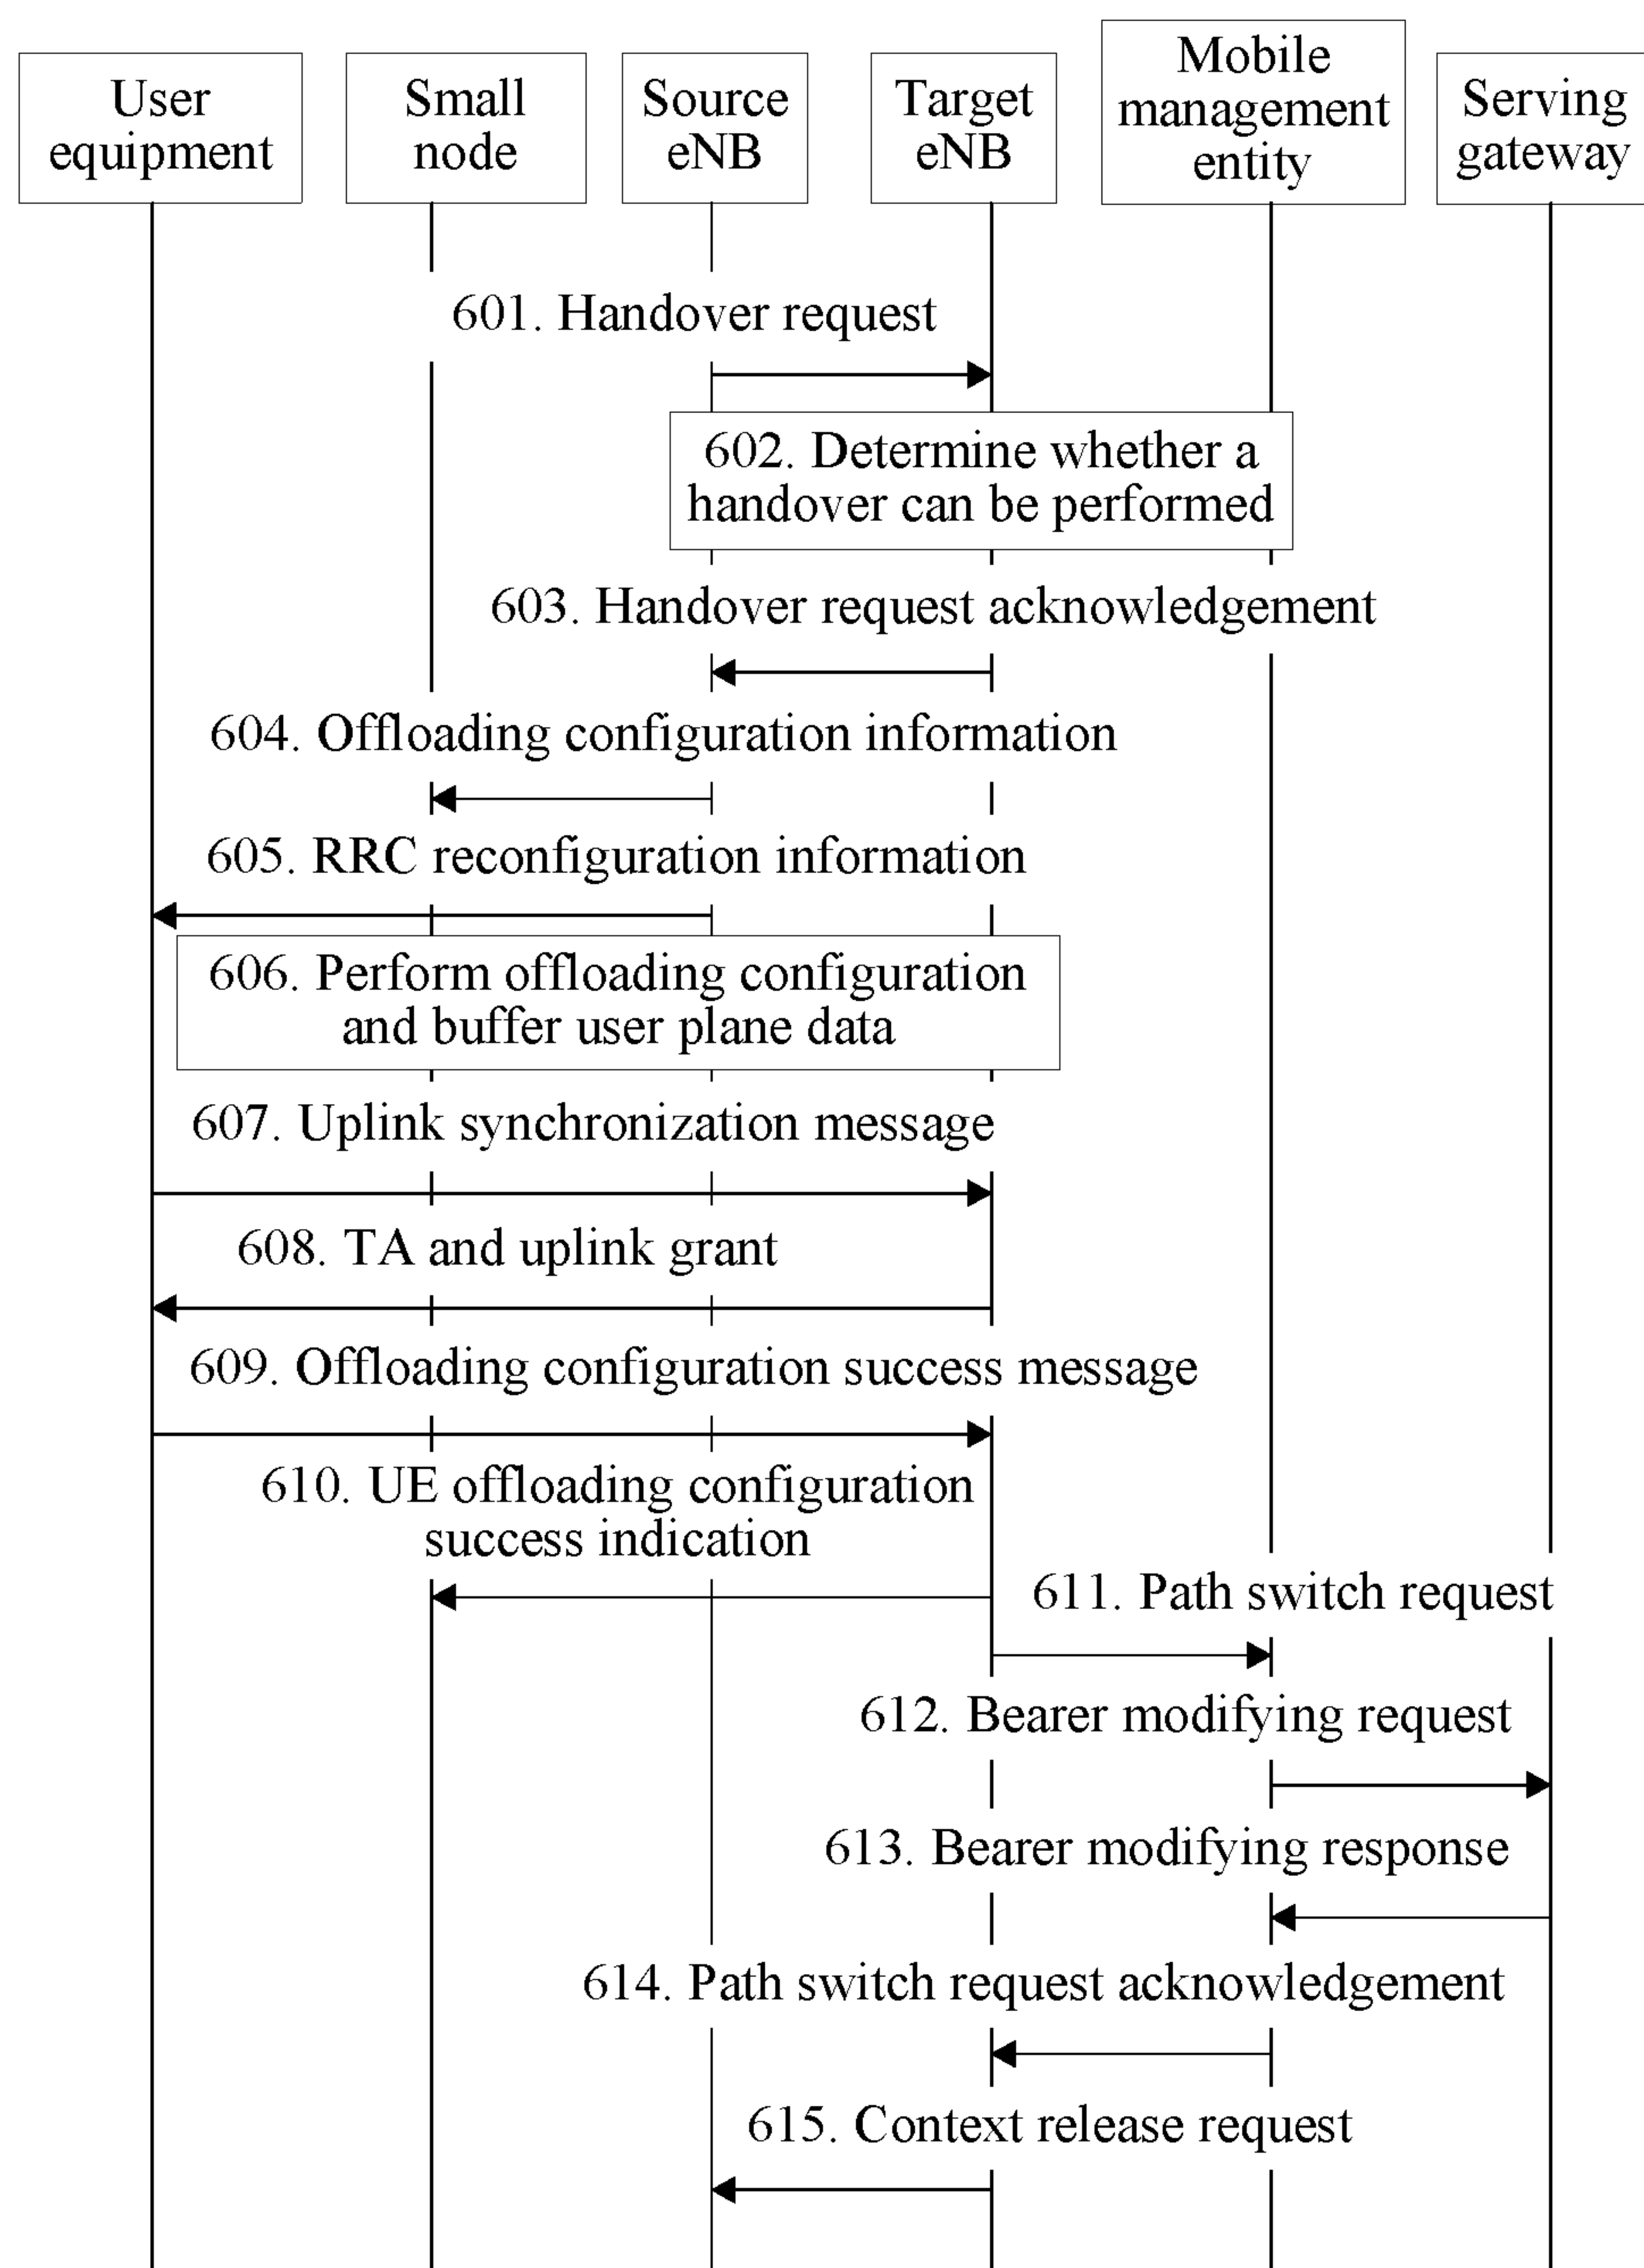 User
equipment
Small
node
Source
eNB
Target
eNB
Mobile
management
entity
Serving
gateway
601. Handover request
602. Determine whether a
handover can be performed
603. Handover request acknowledgement
604. Offloading configuration information
605. RRC reconfiguration information
606. Perform offloading configuration
and buffer user plane data
607. Uplink synchronization message
608. TA and uplink grant
609. Offloading configuration success message
610. UE offloading configuration
success indication
611. Path switch request
612. Bearer modifying request
613. Bearer modifying response
614. Path switch request acknowledgement
615. Context release request